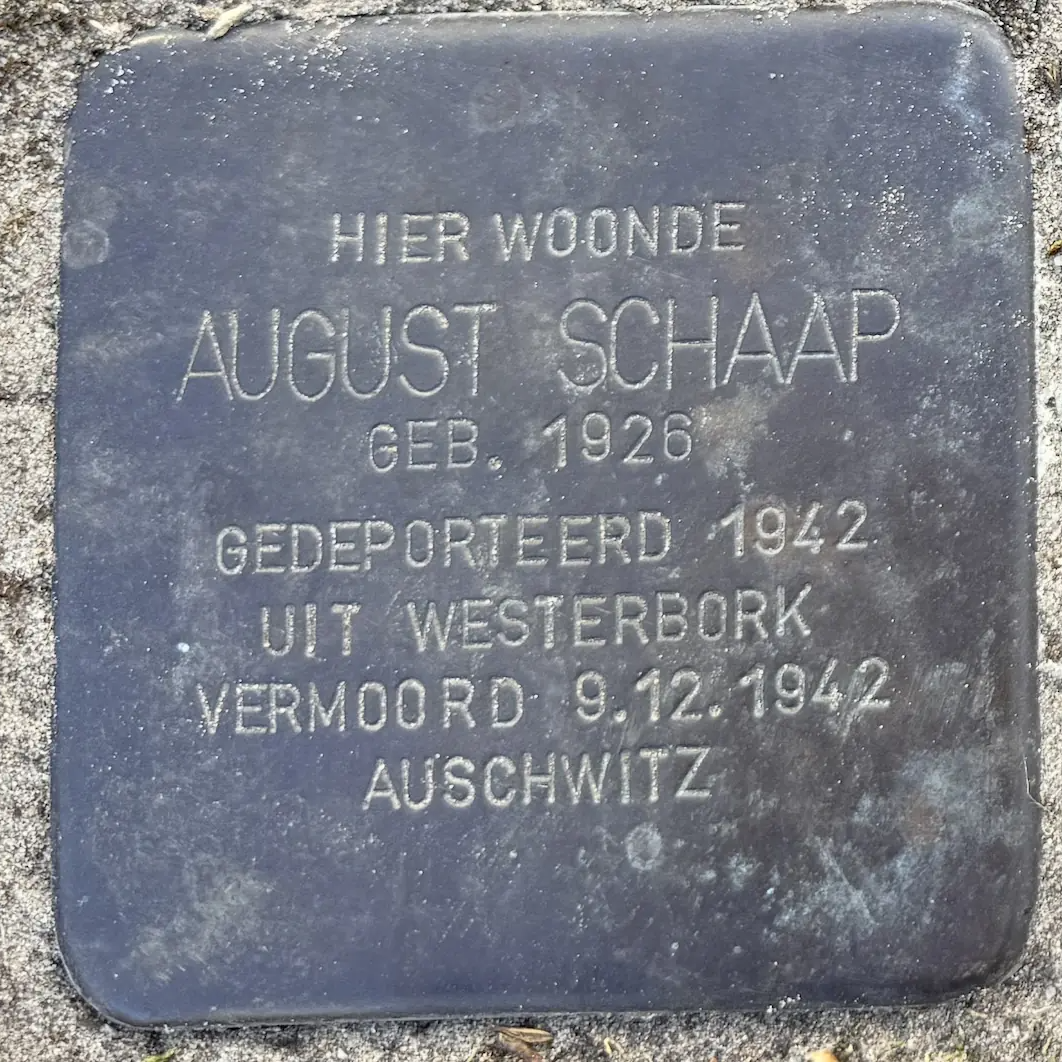 HIER WOONDE
AUGUST SCHAAP
GEB. 1926
GEDEPORTEERD 1942
UIT WESTERBORK
VERMOORD 9.12.1942
AUSCHWITZ